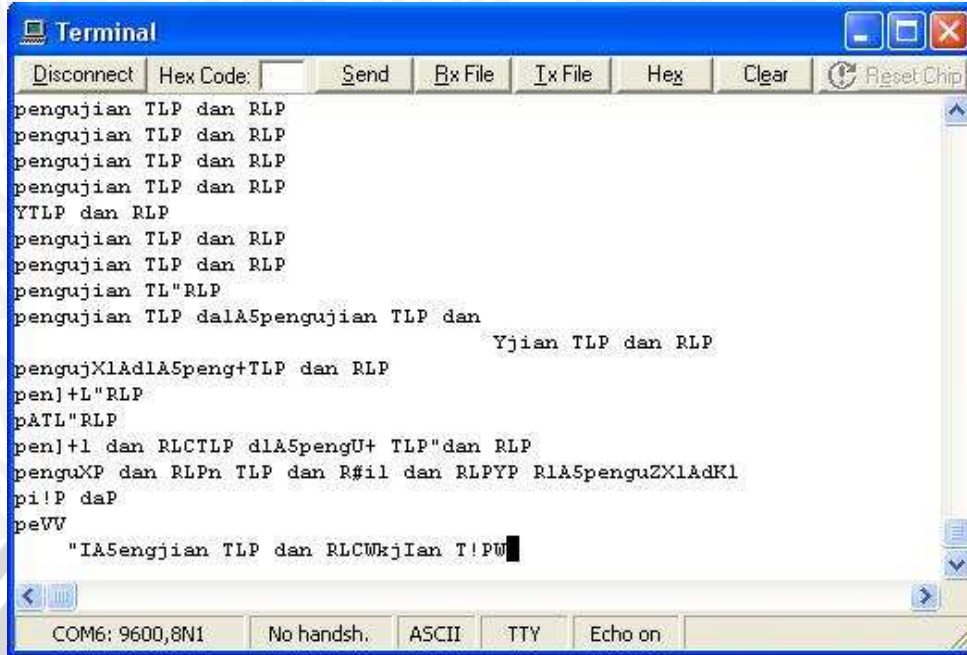 Terminal
Disconnect Hex Code: Send Rx File Tx File Hex Clear Reset Chip
pengujian TLP dan RLP
pengujian TLP dan RLP
pengujian TLP dan RLP
pengujian TLP dan RLP
YTLP dan RLP
pengujian TLP dan RLP
pengujian TLP dan RLP
pengujian TL"RLP
pengujian TLP dalA5pengujian TLP dan
Yjian TLP dan RLP
pengujXlAdlA5peng+TLP dan RLP
pen]+L"RLP
pATL"RLP
pen]+l dan RLCTLP dlA5pengU+ TLP"dan RLP
penguXP dan RLPn TLP dan R#il dan RLPYP RlA5penguZXlAdKl
pi!P daP
peVV
"IA5engjian TLP dan RLCWkjIan T!PW
COM6: 9600,8N1 No handsh. ASCII TTY Echo on